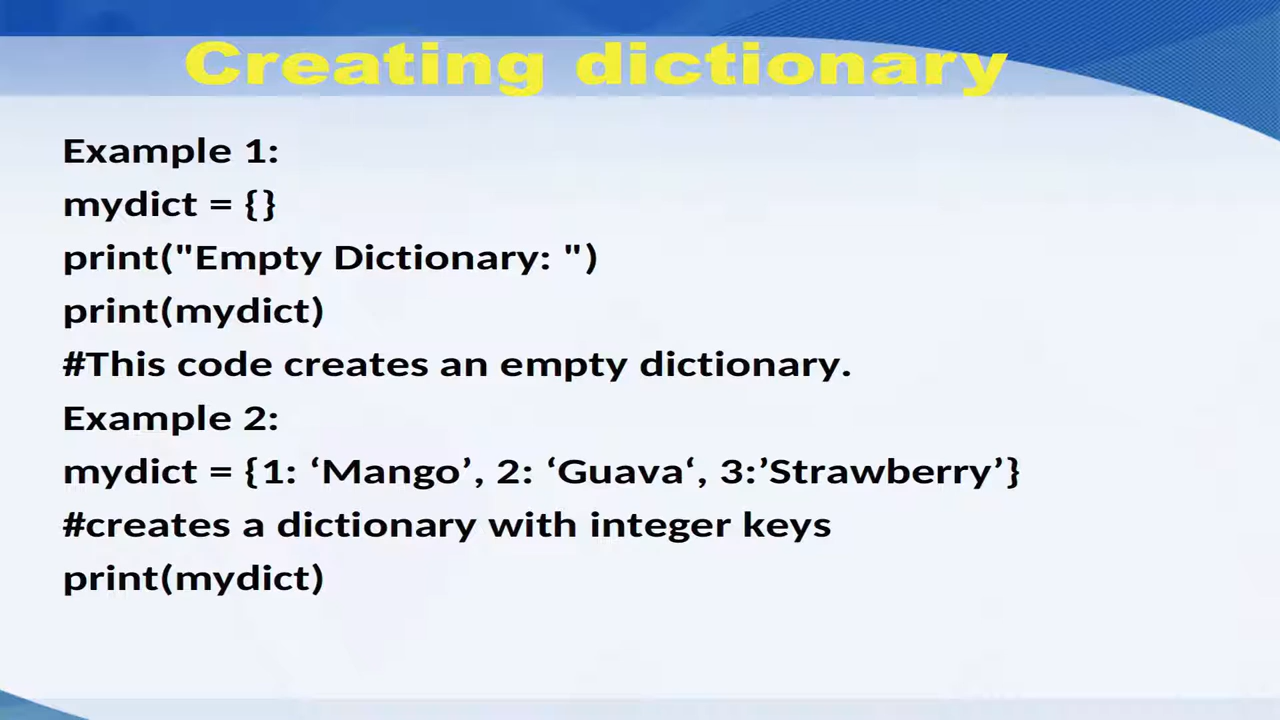 Creating dictionary
Example 1:
mydict = {}
print("Empty Dictionary: ")
print(mydict)
#This code creates an empty dictionary.
Example 2:
mydict = {1: ‘Mango’, 2: ‘Guava‘, 3:’Strawberry’}
#creates a dictionary with integer keys
print(mydict)